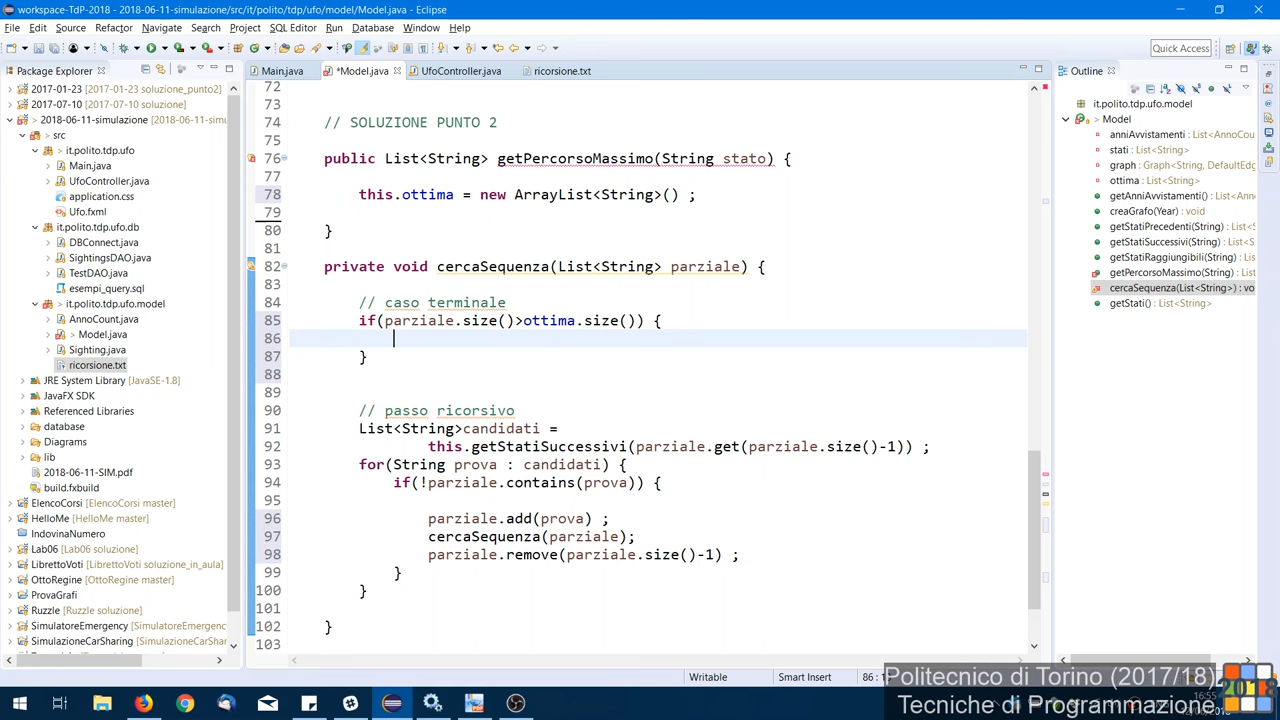 workspace-TdP-2018 - 2018-06-11-simulazione/src/it/polito/tdp/ufo/model/Model.java - Eclipse
File Edit Source Refactor Navigate Search Project SQL Editor Run Database Window Help
Quick Access
Package Explorer
Main.java *Model.java UfoController.java ricorsione.txt
Outline
2017-01-23 [2017-01-23 soluzione_punto2]
2017-07-10 [2017-07-10 soluzione]
2018-06-11-simulazione [2018-06-11-simu
src
it.polito.tdp.ufo
Main.java
UfoController.java
application.css
Ufo.fxml
it.polito.tdp.ufo.db
DBConnect.java
SightingsDAO.java
TestDAO.java
esempi_query.sql
it.polito.tdp.ufo.model
AnnoCount.java
> Model.java
Sighting.java
ricorsione.txt
JRE System Library [JavaSE-1.8]
JavaFX SDK
Referenced Libraries
database
Diagrams
lib
2018-06-11-SIM.pdf
build.fxbuild
ElencoCorsi [ElencoCorsi master]
HelloMe [HelloMe master]
IndovinaNumero
Lab06 [Lab06 soluzione]
LibrettoVoti [LibrettoVoti soluzione_in_aula]
OttoRegine [OttoRegine master]
ProvaGrafi
Ruzzle [Ruzzle soluzione]
SimulatoreEmergency [SimulatoreEmergen
SimulazioneCarSharing [SimulazioneCarShar
72
73
74 // SOLUZIONE PUNTO 2
75
76 public List<String> getPercorsoMassimo(String stato) {
77
78 this.ottima = new ArrayList<String>() ;
79
80 }
81
82 private void cercaSequenza(List<String> parziale) {
83
84 // caso terminale
85 if(parziale.size()>ottima.size()) {
86
87 }
88
89
90 // passo ricorsivo
91 List<String>candidati =
92 this.getStatiSuccessivi(parziale.get(parziale.size()-1)) ;
93 for(String prova : candidati) {
94 if(!parziale.contains(prova)) {
95
96 parziale.add(prova) ;
97 cercaSequenza(parziale);
98 parziale.remove(parziale.size()-1) ;
99 }
100 }
101
102 }
103
it.polito.tdp.ufo.model
Model
anniAvvistamenti : List<AnnoCount
stati : List<String>
graph : Graph<String, DefaultEdg
ottima : List<String>
getAnniAvvistamenti() : List<Ann
creaGrafo(Year) : void
getStatiPrecedenti(String) : List<S
getStatiSuccessivi(String) : List<S
getStatiRaggiungibili(String) : List
getPercorsoMassimo(String) : List
cercaSequenza(List<String>) : vo
getStati() : List<String>
Writable Smart Insert
Politecnico di Torino (2017/18)
Tecniche di Programmazione
2018
16:55